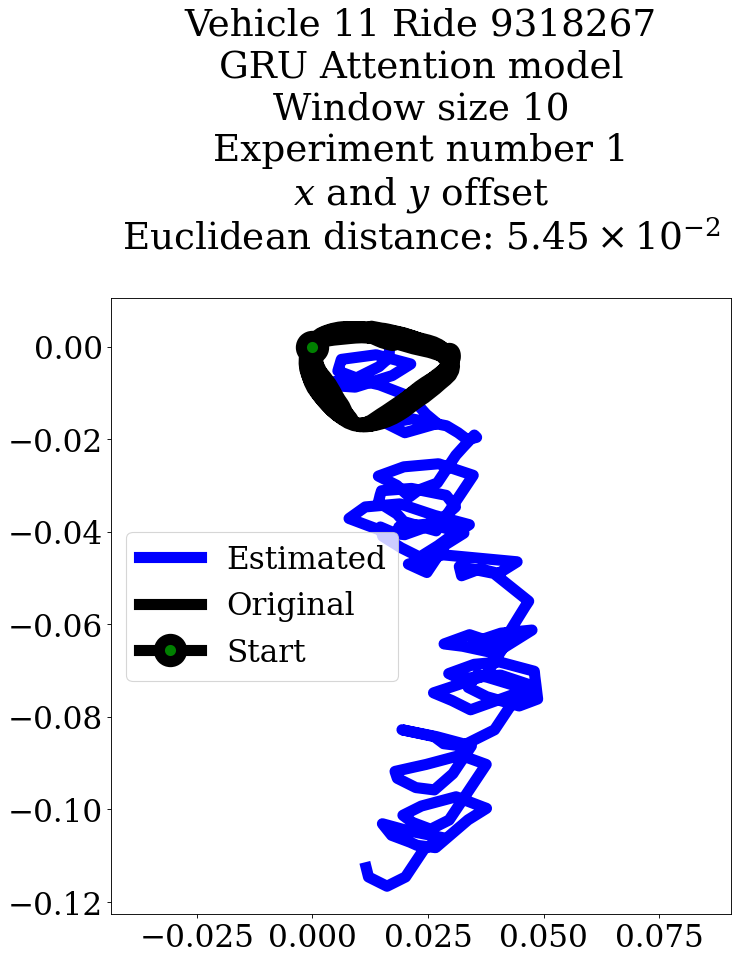 Vehicle 11 Ride 9318267
GRU Attention model
Window size 10
Experiment number 1
x and y offset
Euclidean distance: 5.45 × 10⁻²
0.00
−0.02
−0.04
−0.06
−0.08
−0.10
−0.12
Estimated
Original
Start
−0.025 0.000 0.025 0.050 0.075